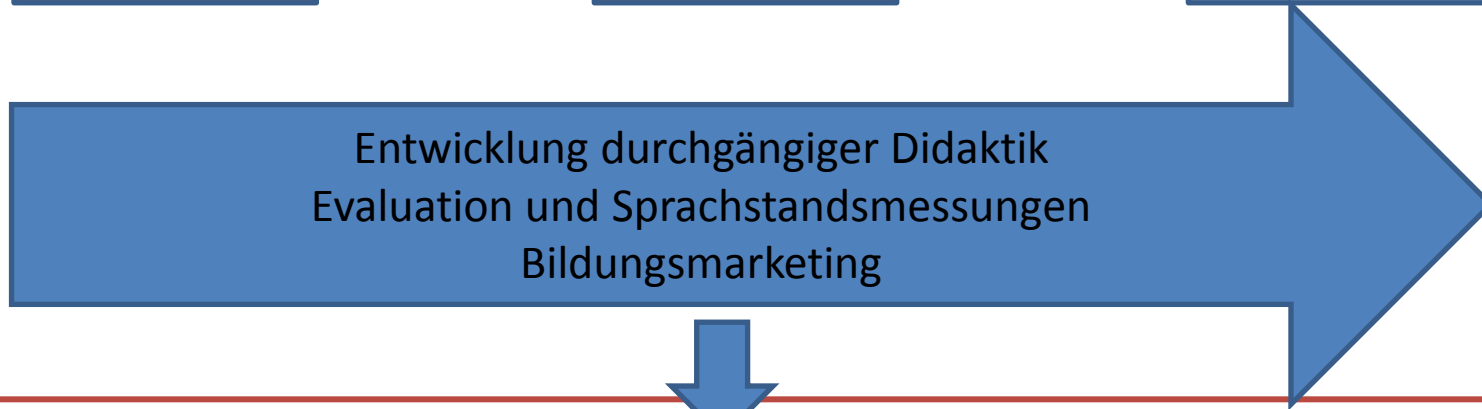 Entwicklung durchgängiger Didaktik
Evaluation und Sprachstandsmessungen
Bildungsmarketing